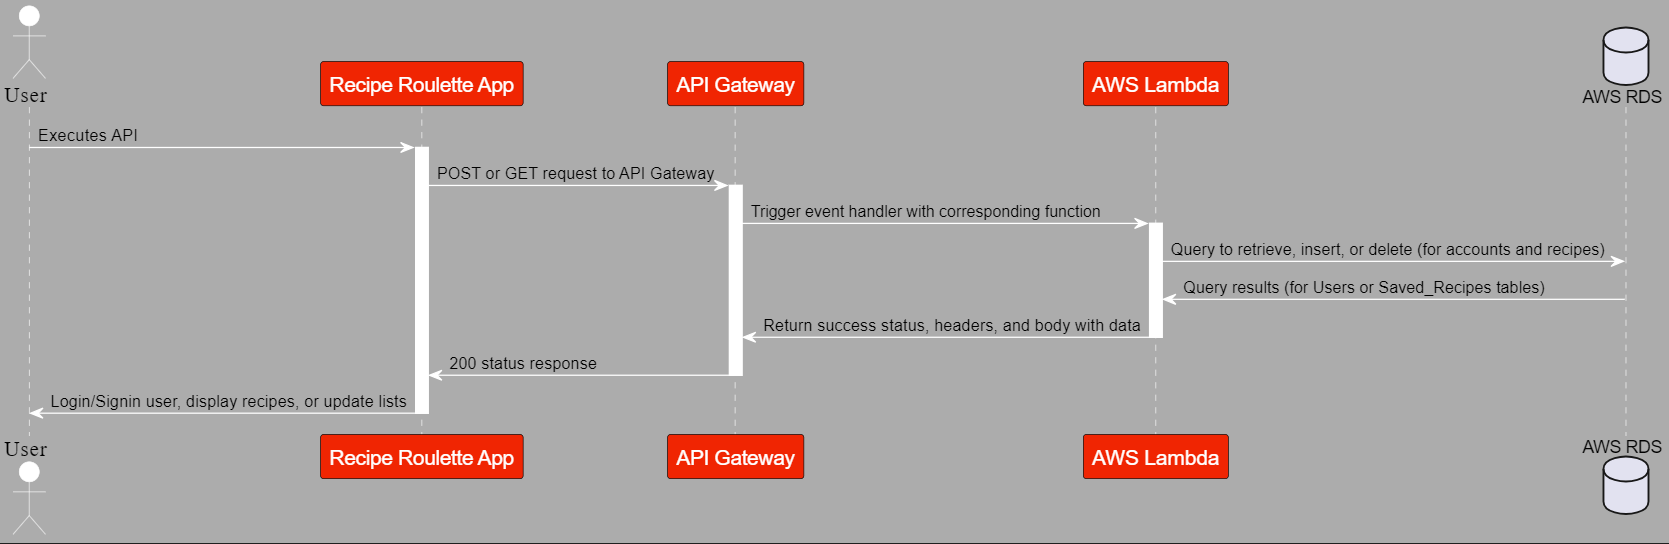 User
Recipe Roulette App
API Gateway
AWS Lambda
AWS RDS
Executes API
POST or GET request to API Gateway
Trigger event handler with corresponding function
Query to retrieve, insert, or delete (for accounts and recipes)
Query results (for Users or Saved_Recipes tables)
Return success status, headers, and body with data
200 status response
Login/Signin user, display recipes, or update lists
User
Recipe Roulette App
API Gateway
AWS Lambda
AWS RDS